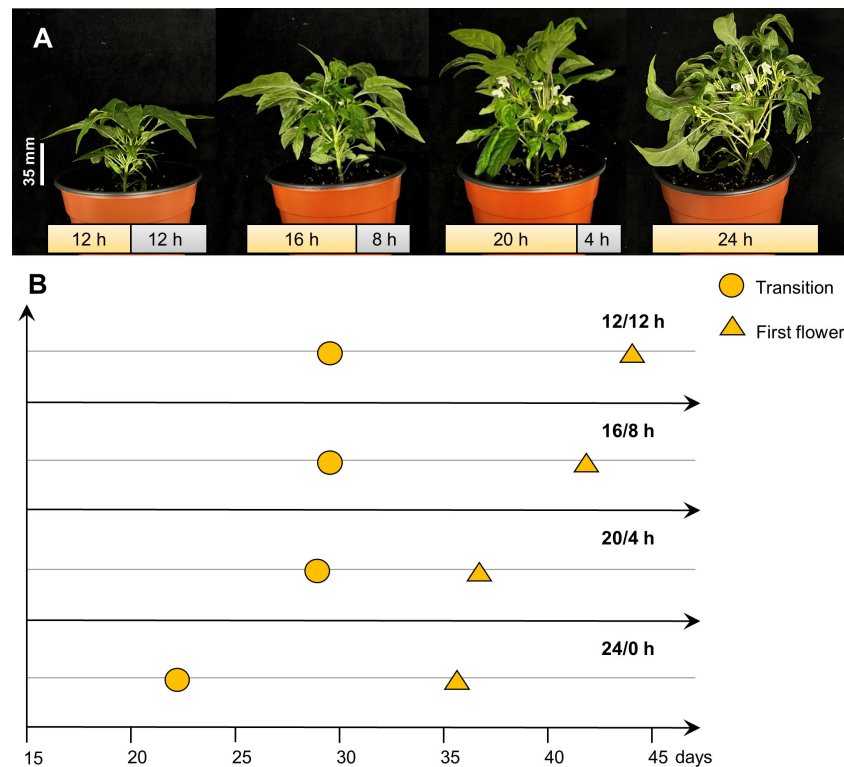 A
35 mm
12 h 12 h 16 h 8 h 20 h 4 h 24 h
B
Transition
First flower
12/12 h
16/8 h
20/4 h
24/0 h
15 20 25 30 35 40 45 days